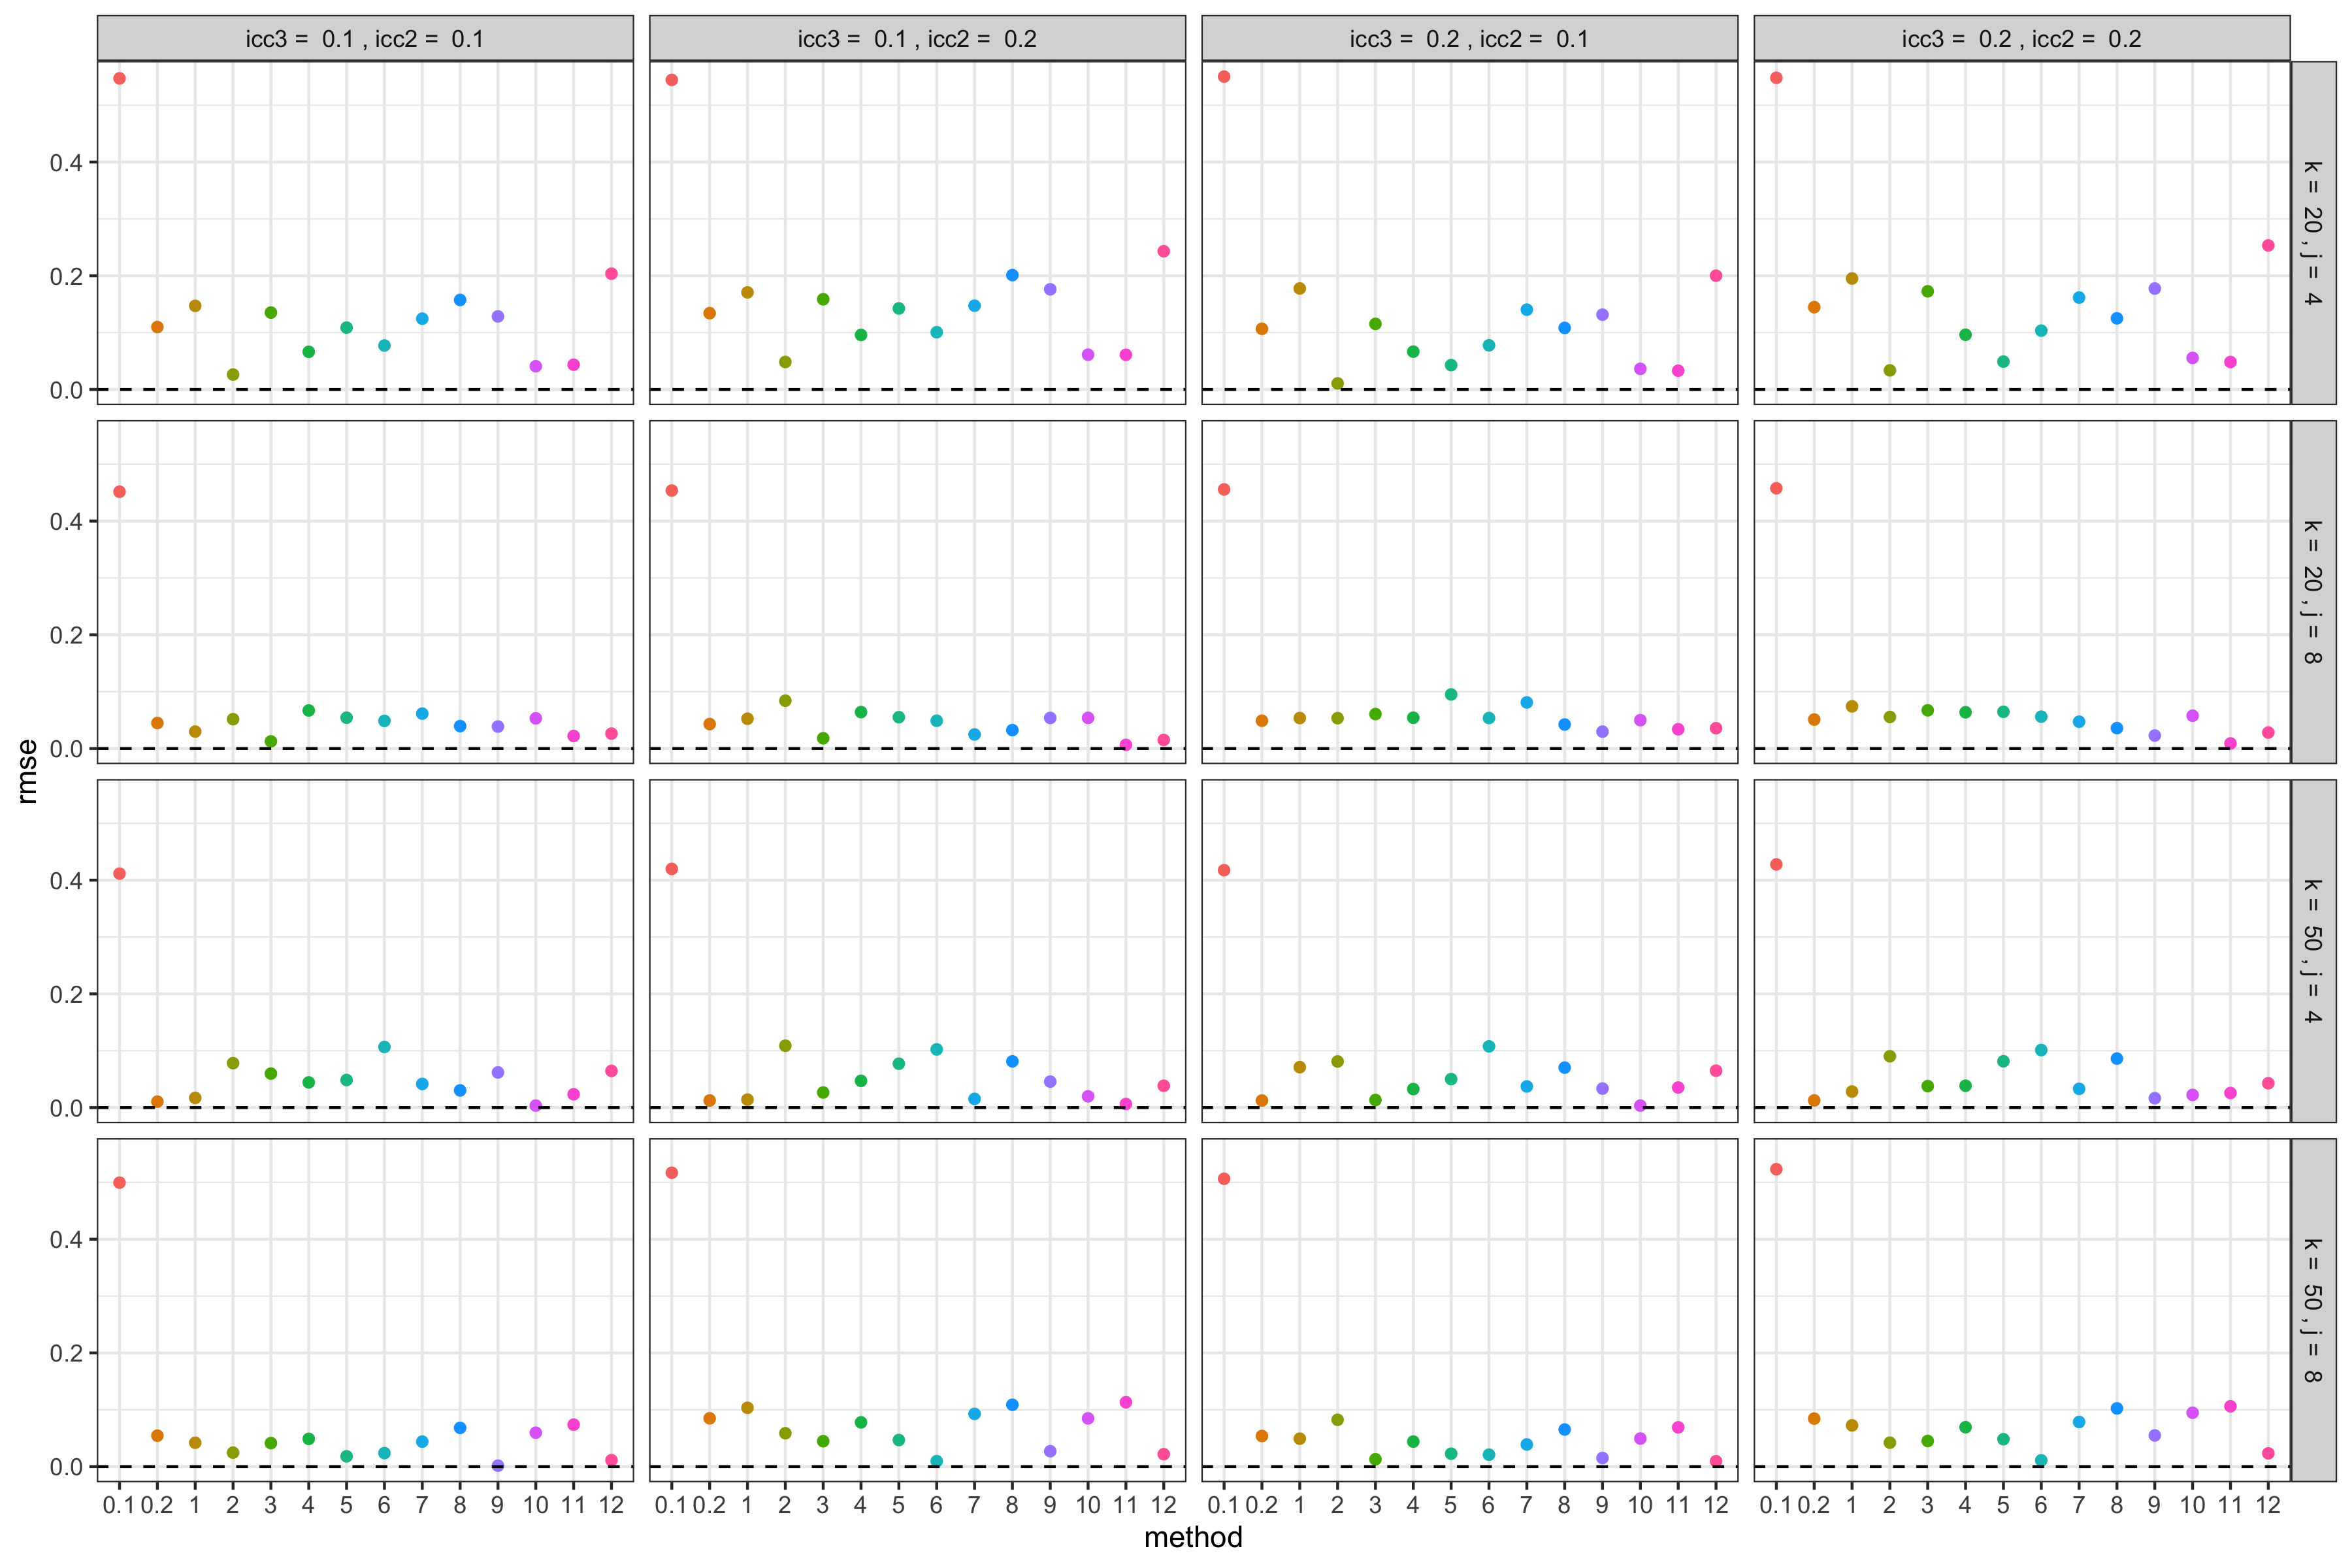 icc3 =  0.1 , icc2 =  0.1
icc3 =  0.1 , icc2 =  0.2
icc3 =  0.2 , icc2 =  0.1
icc3 =  0.2 , icc2 =  0.2
0.4
0.2
0.0
k =  20 , j =  4
0.4
0.2
0.0
k =  20 , j =  8
rmse
0.4
0.2
0.0
k =  50 , j =  4
0.4
0.2
0.0
k =  50 , j =  8
0.1 0.2 1 2 3 4 5 6 7 8 9 10 11 12
0.1 0.2 1 2 3 4 5 6 7 8 9 10 11 12
0.1 0.2 1 2 3 4 5 6 7 8 9 10 11 12
0.1 0.2 1 2 3 4 5 6 7 8 9 10 11 12
method